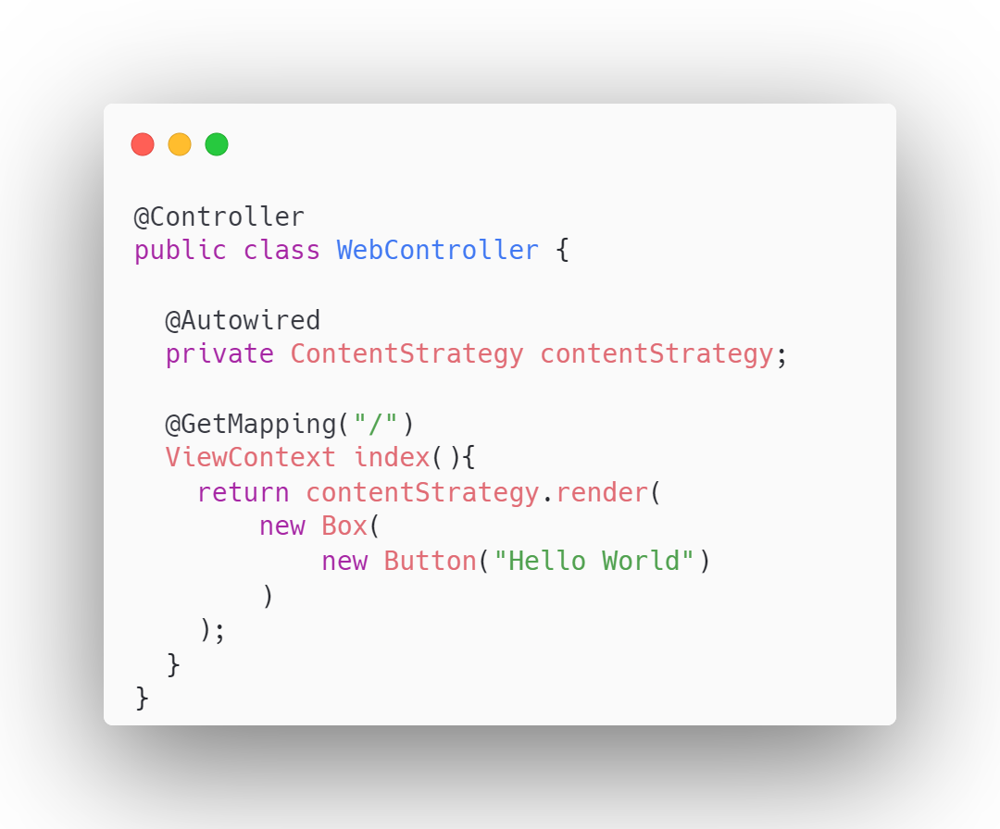 @Controller
public class WebController {
  @Autowired
  private ContentStrategy contentStrategy;
  @GetMapping("/")
  ViewContext index(){
    return contentStrategy.render(
        new Box(
            new Button("Hello World")
        )
    );
  }
}